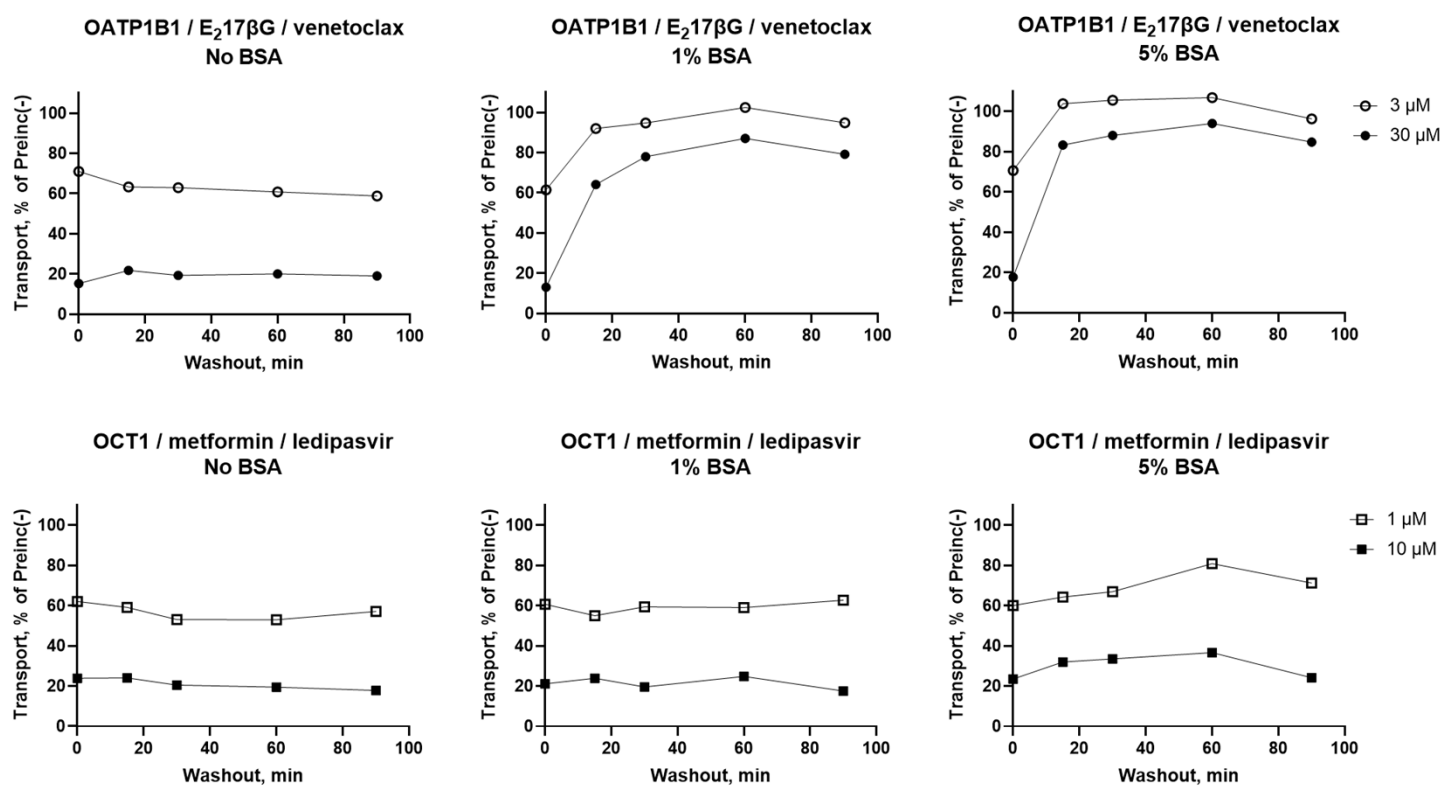 OATP1B1 / E₂17βG / venetoclax
No BSA
Transport, % of Preinc(-)
100
80
60
40
20
0
0 20 40 60 80 100
Washout, min
OATP1B1 / E₂17βG / venetoclax
1% BSA
Transport, % of Preinc(-)
100
80
60
40
20
0
0 20 40 60 80 100
Washout, min
OATP1B1 / E₂17βG / venetoclax
5% BSA
Transport, % of Preinc(-)
100
80
60
40
20
0
0 20 40 60 80 100
Washout, min
3 µM
30 µM
OCT1 / metformin / ledipasvir
No BSA
Transport, % of Preinc(-)
100
80
60
40
20
0
0 20 40 60 80 100
Washout, min
OCT1 / metformin / ledipasvir
1% BSA
Transport, % of Preinc(-)
100
80
60
40
20
0
0 20 40 60 80 100
Washout, min
OCT1 / metformin / ledipasvir
5% BSA
Transport, % of Preinc(-)
100
80
60
40
20
0
0 20 40 60 80 100
Washout, min
1 µM
10 µM